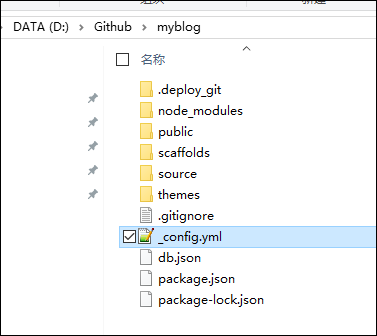 DATA (D:) › Github › myblog
名称
.deploy_git
node_modules
public
scaffolds
source
themes
.gitignore
_config.yml
db.json
package.json
package-lock.json